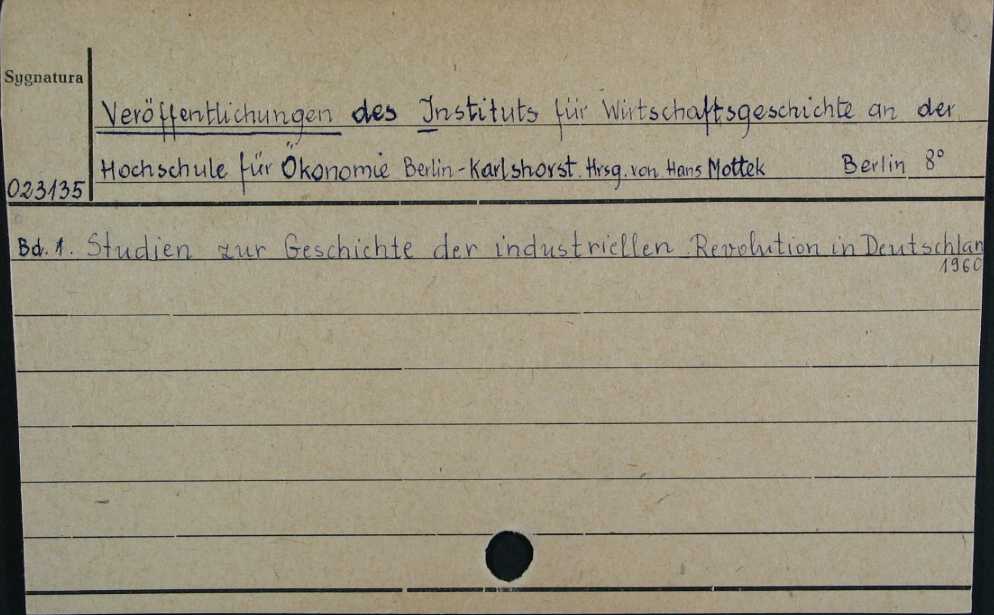 Sygnatura
Veröffentlichungen des Instituts für Wirtschaftsgeschichte an der
Hochschule für Ökonomie Berlin-Karlshorst. Hrsg. von Hans Mottek Berlin 8°
023135
Bd. 1. Studien zur Geschichte der industriellen Revolution in Deutschlan
1960